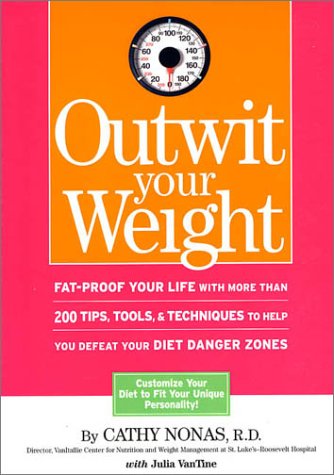 Outwit
your
Weight
FAT-PROOF YOUR LIFE WITH MORE THAN
200 TIPS, TOOLS, & TECHNIQUES TO HELP
YOU DEFEAT YOUR DIET DANGER ZONES
Customize Your
Diet to Fit Your Unique
Personality!
By CATHY NONAS, R.D.
Director, VanItallie Center for Nutrition and Weight Management at St. Luke's–Roosevelt Hospital
with Julia VanTine